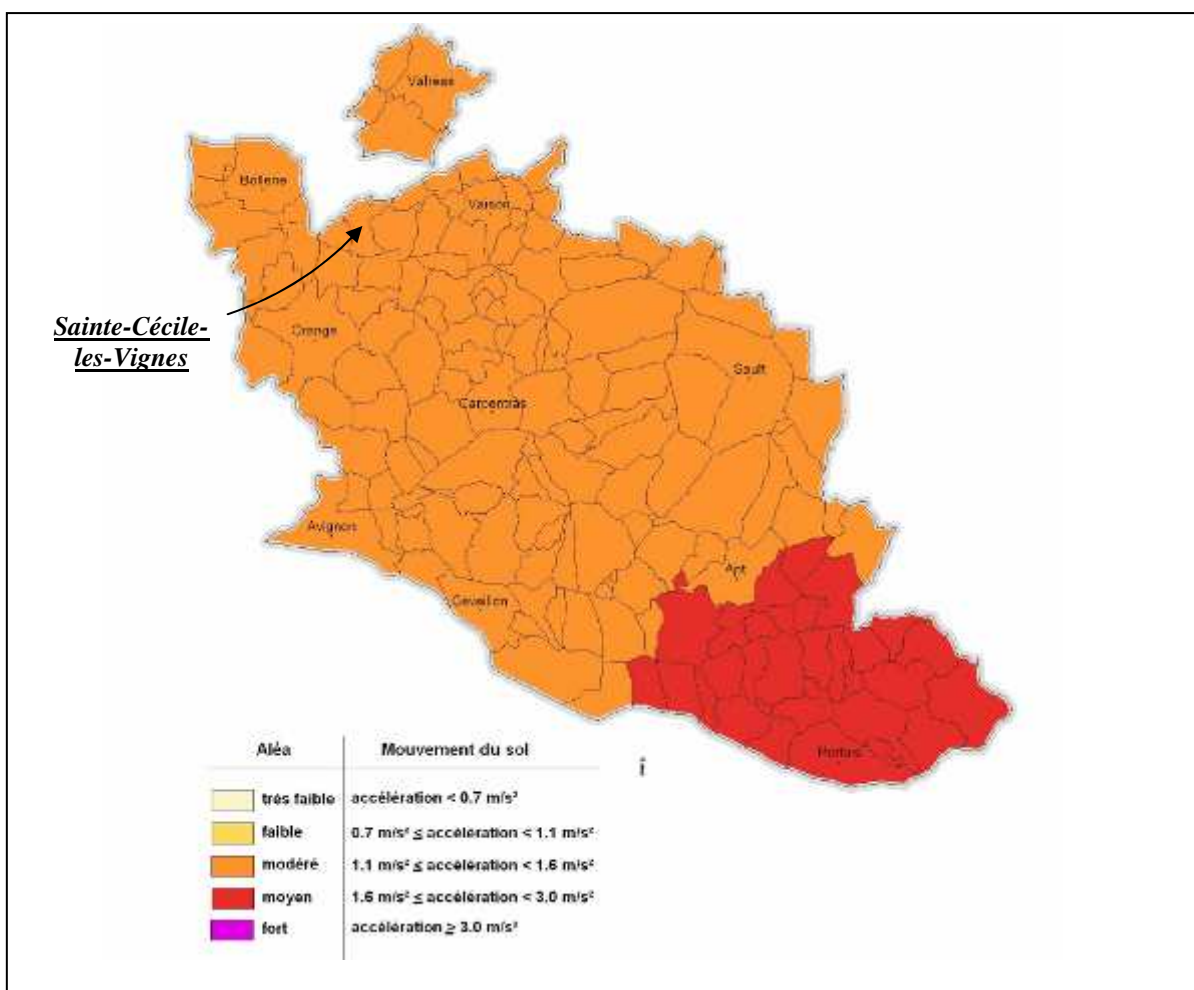 Valreas
Bollene
Vaison
Sainte-Cécile-
les-Vignes
Orange
Sault
Carpentras
Avignon
Apt
Cavaillon
Pertuis
Aléa
Mouvement du sol
très faible
accélération < 0.7 m/s²
faible
0.7 m/s² ≤ accélération < 1.1 m/s²
modéré
1.1 m/s² ≤ accélération < 1.6 m/s²
moyen
1.6 m/s² ≤ accélération < 3.0 m/s²
fort
accélération ≥ 3.0 m/s²